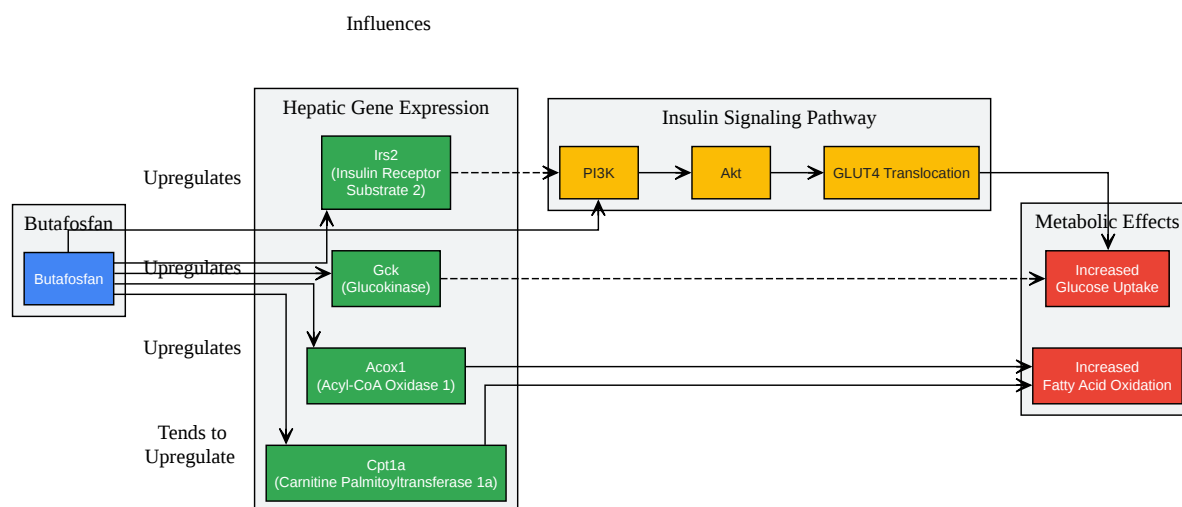 Influences
Hepatic Gene Expression
Insulin Signaling Pathway
Irs2
(Insulin Receptor
Substrate 2)
PI3K
Akt
GLUT4 Translocation
Upregulates
Butafosfan
Metabolic Effects
Butafosfan
Upregulates
Gck
(Glucokinase)
Increased
Glucose Uptake
Upregulates
Acox1
(Acyl-CoA Oxidase 1)
Increased
Fatty Acid Oxidation
Tends to
Upregulate
Cpt1a
(Carnitine Palmitoyltransferase 1a)